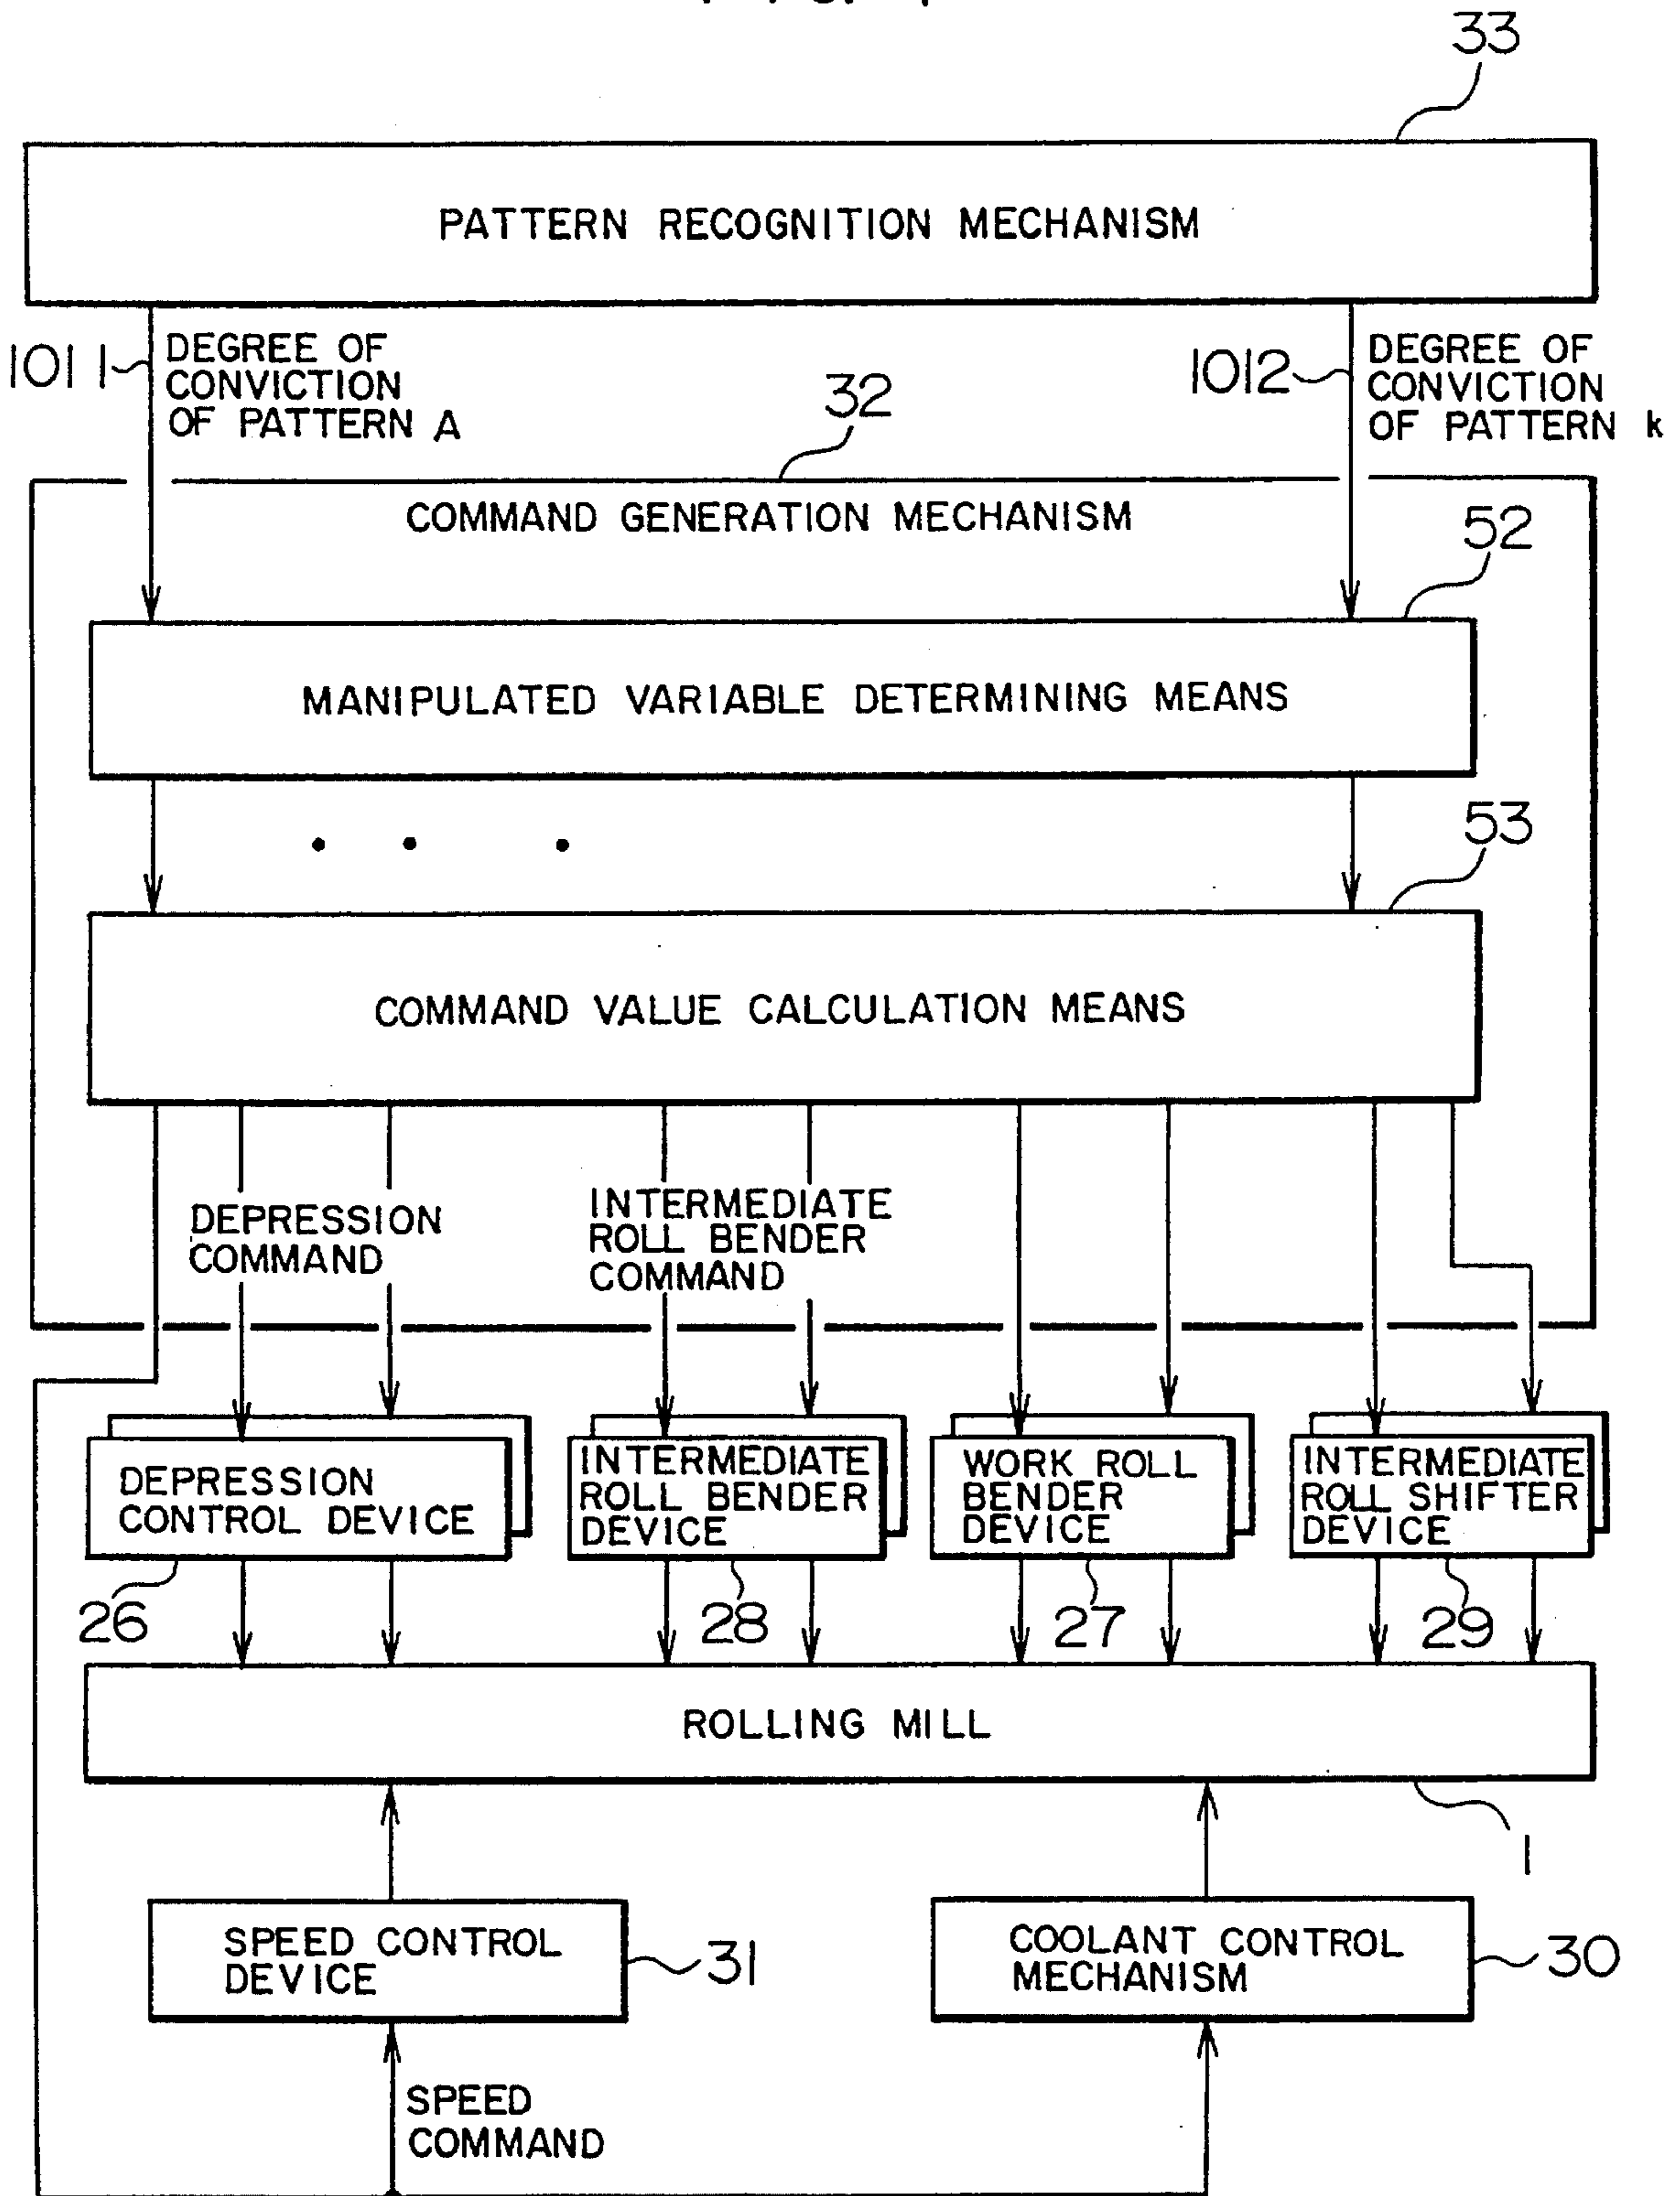 33
PATTERN RECOGNITION MECHANISM
1011
DEGREE OF
CONVICTION
OF PATTERN A
1012
DEGREE OF
CONVICTION
OF PATTERN k
32
COMMAND GENERATION MECHANISM
52
MANIPULATED VARIABLE DETERMINING MEANS
53
COMMAND VALUE CALCULATION MEANS
DEPRESSION
COMMAND
INTERMEDIATE
ROLL BENDER
COMMAND
DEPRESSION
CONTROL DEVICE
INTERMEDIATE
ROLL BENDER
DEVICE
WORK ROLL
BENDER
DEVICE
INTERMEDIATE
ROLL SHIFTER
DEVICE
26
28
27
29
ROLLING MILL
1
SPEED CONTROL
DEVICE
31
COOLANT CONTROL
MECHANISM
30
SPEED
COMMAND